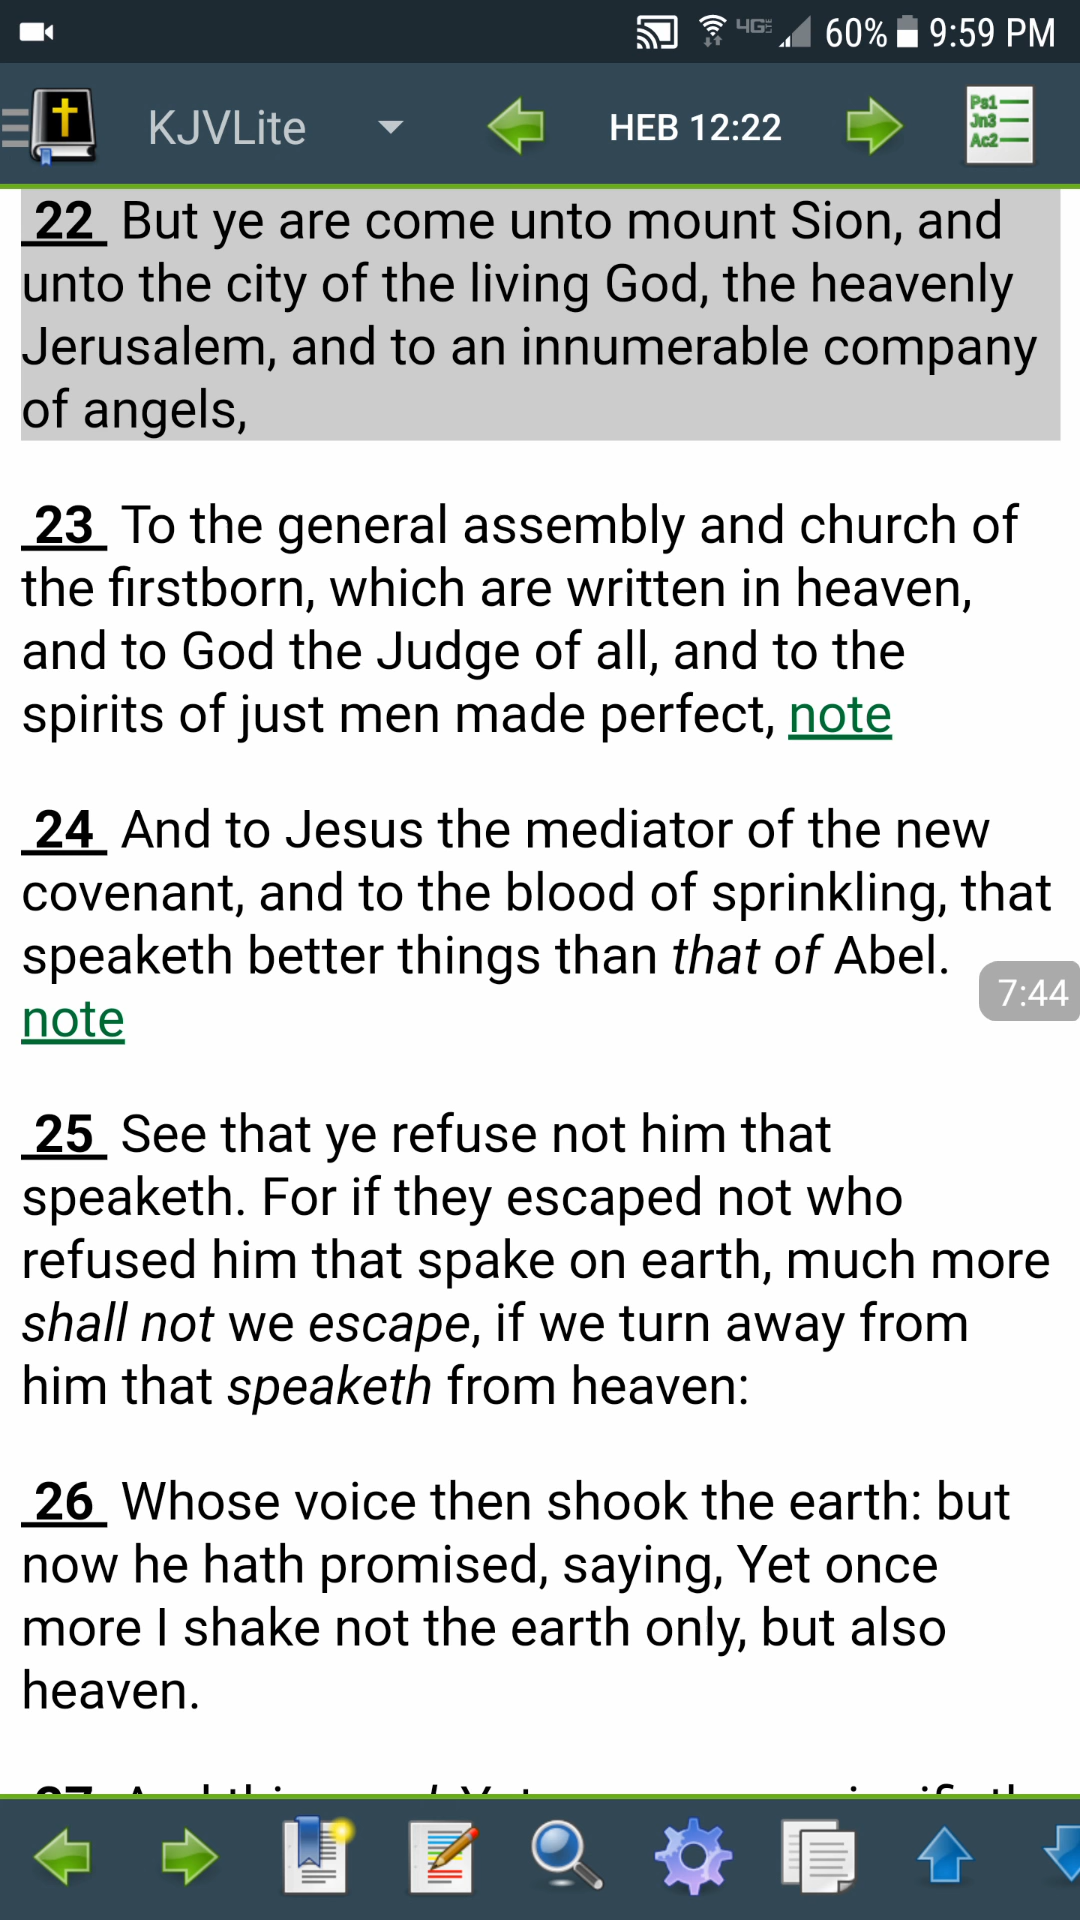 4G 60% 9:59 PM
KJVLite HEB 12:22
Ps1
Jn3
Ac2
22 But ye are come unto mount Sion, and
unto the city of the living God, the heavenly
Jerusalem, and to an innumerable company
of angels,
23 To the general assembly and church of
the firstborn, which are written in heaven,
and to God the Judge of all, and to the
spirits of just men made perfect, note
24 And to Jesus the mediator of the new
covenant, and to the blood of sprinkling, that
speaketh better things than that of Abel.
7:44
note
25 See that ye refuse not him that
speaketh. For if they escaped not who
refused him that spake on earth, much more
shall not we escape, if we turn away from
him that speaketh from heaven:
26 Whose voice then shook the earth: but
now he hath promised, saying, Yet once
more I shake not the earth only, but also
heaven.